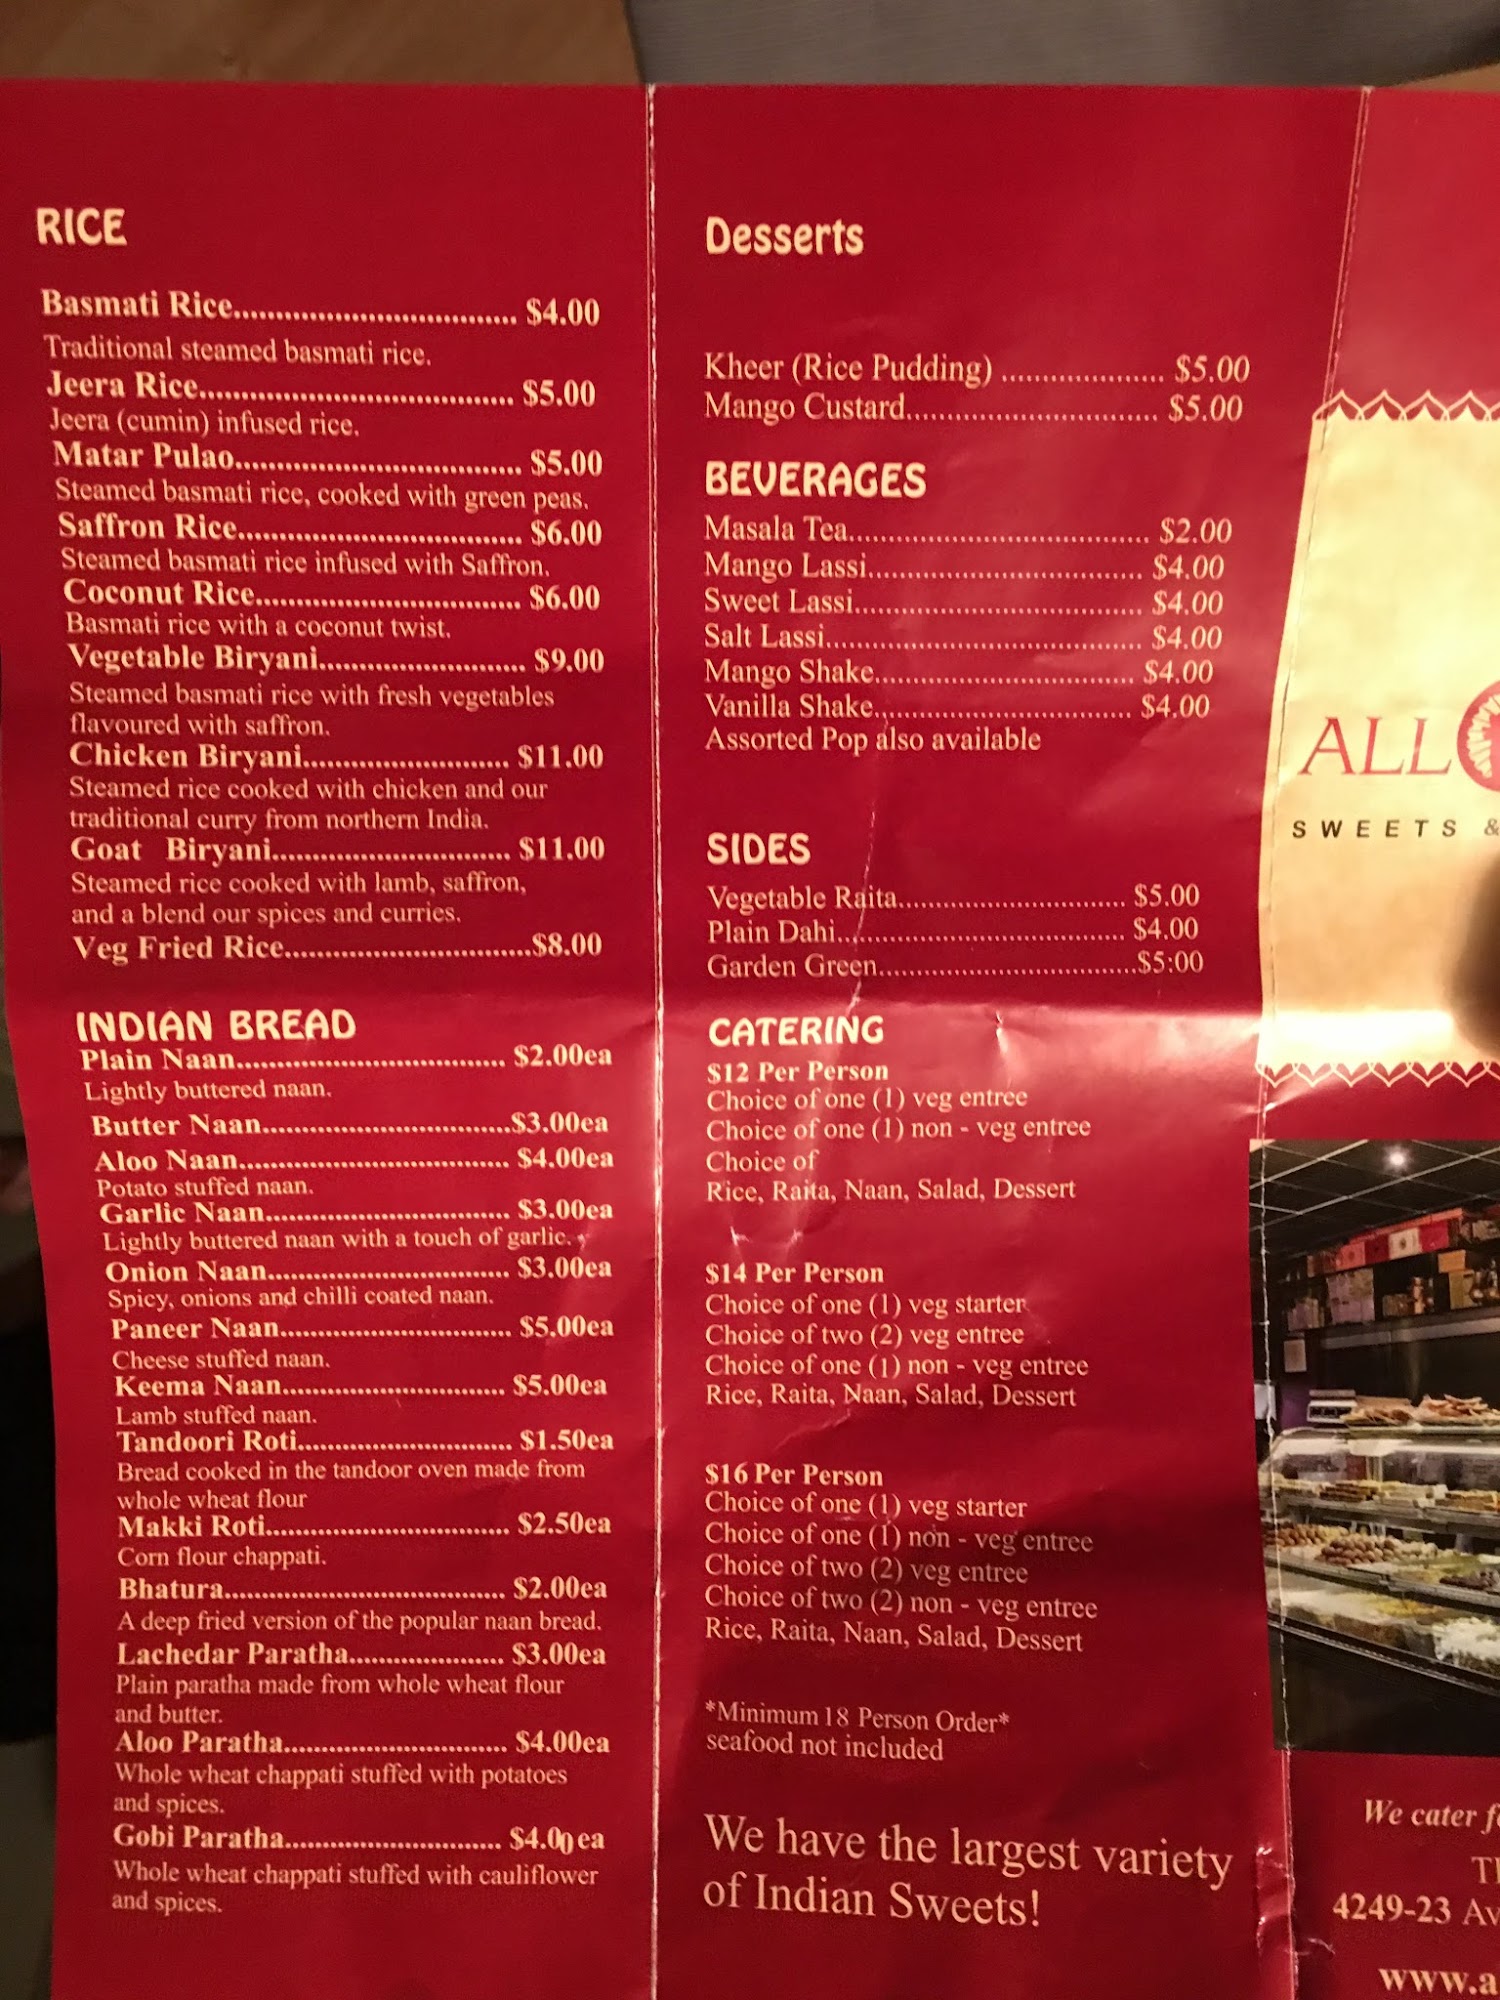 RICE
Basmati Rice...................................... $4.00
Traditional steamed basmati rice.
Jeera Rice.......................................... $5.00
Jeera (cumin) infused rice.
Matar Pulao...................................... $5.00
Steamed basmati rice, cooked with green peas.
Saffron Rice...................................... $6.00
Steamed basmati rice infused with Saffron.
Coconut Rice................................... $6.00
Basmati rice with a coconut twist.
Vegetable Biryani........................... $9.00
Steamed basmati rice with fresh vegetables
flavoured with saffron.
Chicken Biryani........................... $11.00
Steamed rice cooked with chicken and our
traditional curry from northern India.
Goat Biryani............................... $11.00
Steamed rice cooked with lamb, saffron,
and a blend our spices and curries.
Veg Fried Rice................................$8.00
INDIAN BREAD
Plain Naan................................... $2.00ea
Lightly buttered naan.
Butter Naan.................................$3.00ea
Aloo Naan.................................... $4.00ea
Potato stuffed naan.
Garlic Naan................................ $3.00ea
Lightly buttered naan with a touch of garlic.
Onion Naan................................ $3.00ea
Spicy, onions and chilli coated naan.
Paneer Naan............................... $5.00ea
Cheese stuffed naan.
Keema Naan.............................. $5.00ea
Lamb stuffed naan.
Tandoori Roti............................ $1.50ea
Bread cooked in the tandoor oven made from
whole wheat flour
Makki Roti................................ $2.50ea
Corn flour chappati.
Bhatura..................................... $2.00ea
A deep fried version of the popular naan bread.
Lachedar Paratha..................... $3.00ea
Plain paratha made from whole wheat flour
and butter.
Aloo Paratha.............................. $4.00ea
Whole wheat chappati stuffed with potatoes
and spices.
Gobi Paratha............................. $4.00ea
Whole wheat chappati stuffed with cauliflower
and spices.
Desserts
Kheer (Rice Pudding) ..................... $5.00
Mango Custard................................ $5.00
BEVERAGES
Masala Tea....................................... $2.00
Mango Lassi.................................... $4.00
Sweet Lassi...................................... $4.00
Salt Lassi.......................................... $4.00
Mango Shake.................................. $4.00
Vanilla Shake.................................. $4.00
Assorted Pop also available
SIDES
Vegetable Raita.............................. $5.00
Plain Dahi...................................... $4.00
Garden Green..................................$5:00
CATERING
$12 Per Person
Choice of one (1) veg entree
Choice of one (1) non - veg entree
Choice of
Rice, Raita, Naan, Salad, Dessert
$14 Per Person
Choice of one (1) veg starter
Choice of two (2) veg entree
Choice of one (1) non - veg entree
Rice, Raita, Naan, Salad, Dessert
$16 Per Person
Choice of one (1) veg starter
Choice of one (1) non - veg entree
Choice of two (2) veg entree
Choice of two (2) non - veg entree
Rice, Raita, Naan, Salad, Dessert
*Minimum 18 Person Order*
seafood not included
We have the largest variety
of Indian Sweets!
ALL
SWEETS &
We cater
4249-23 Av
www.a